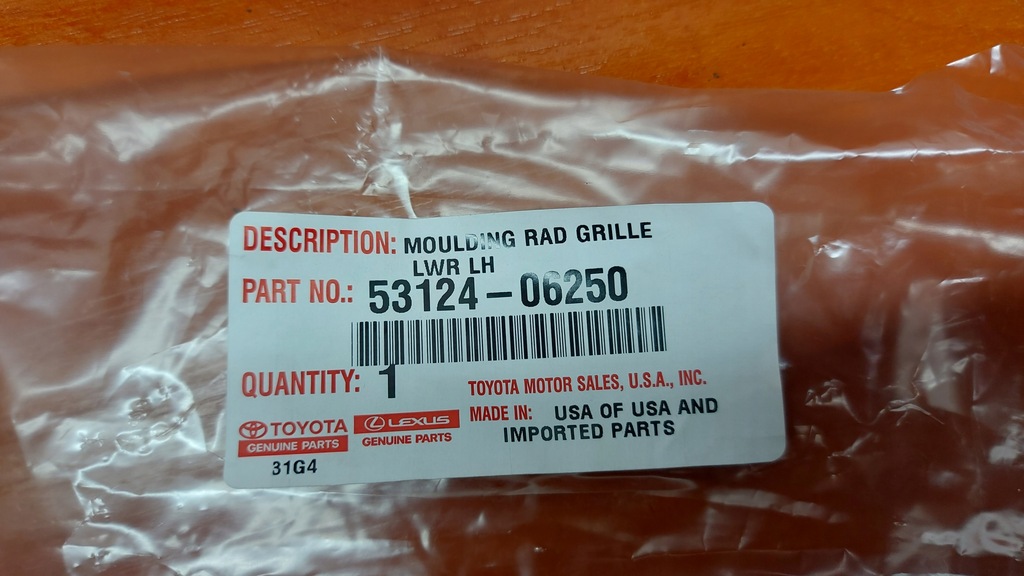 DESCRIPTION: MOULDING RAD GRILLE
LWR LH
PART NO.: 53124-06250
QUANTITY: 1
TOYOTA MOTOR SALES, U.S.A., INC.
MADE IN: USA OF USA AND
IMPORTED PARTS
TOYOTA
GENUINE PARTS
LEXUS
GENUINE PARTS
31G4